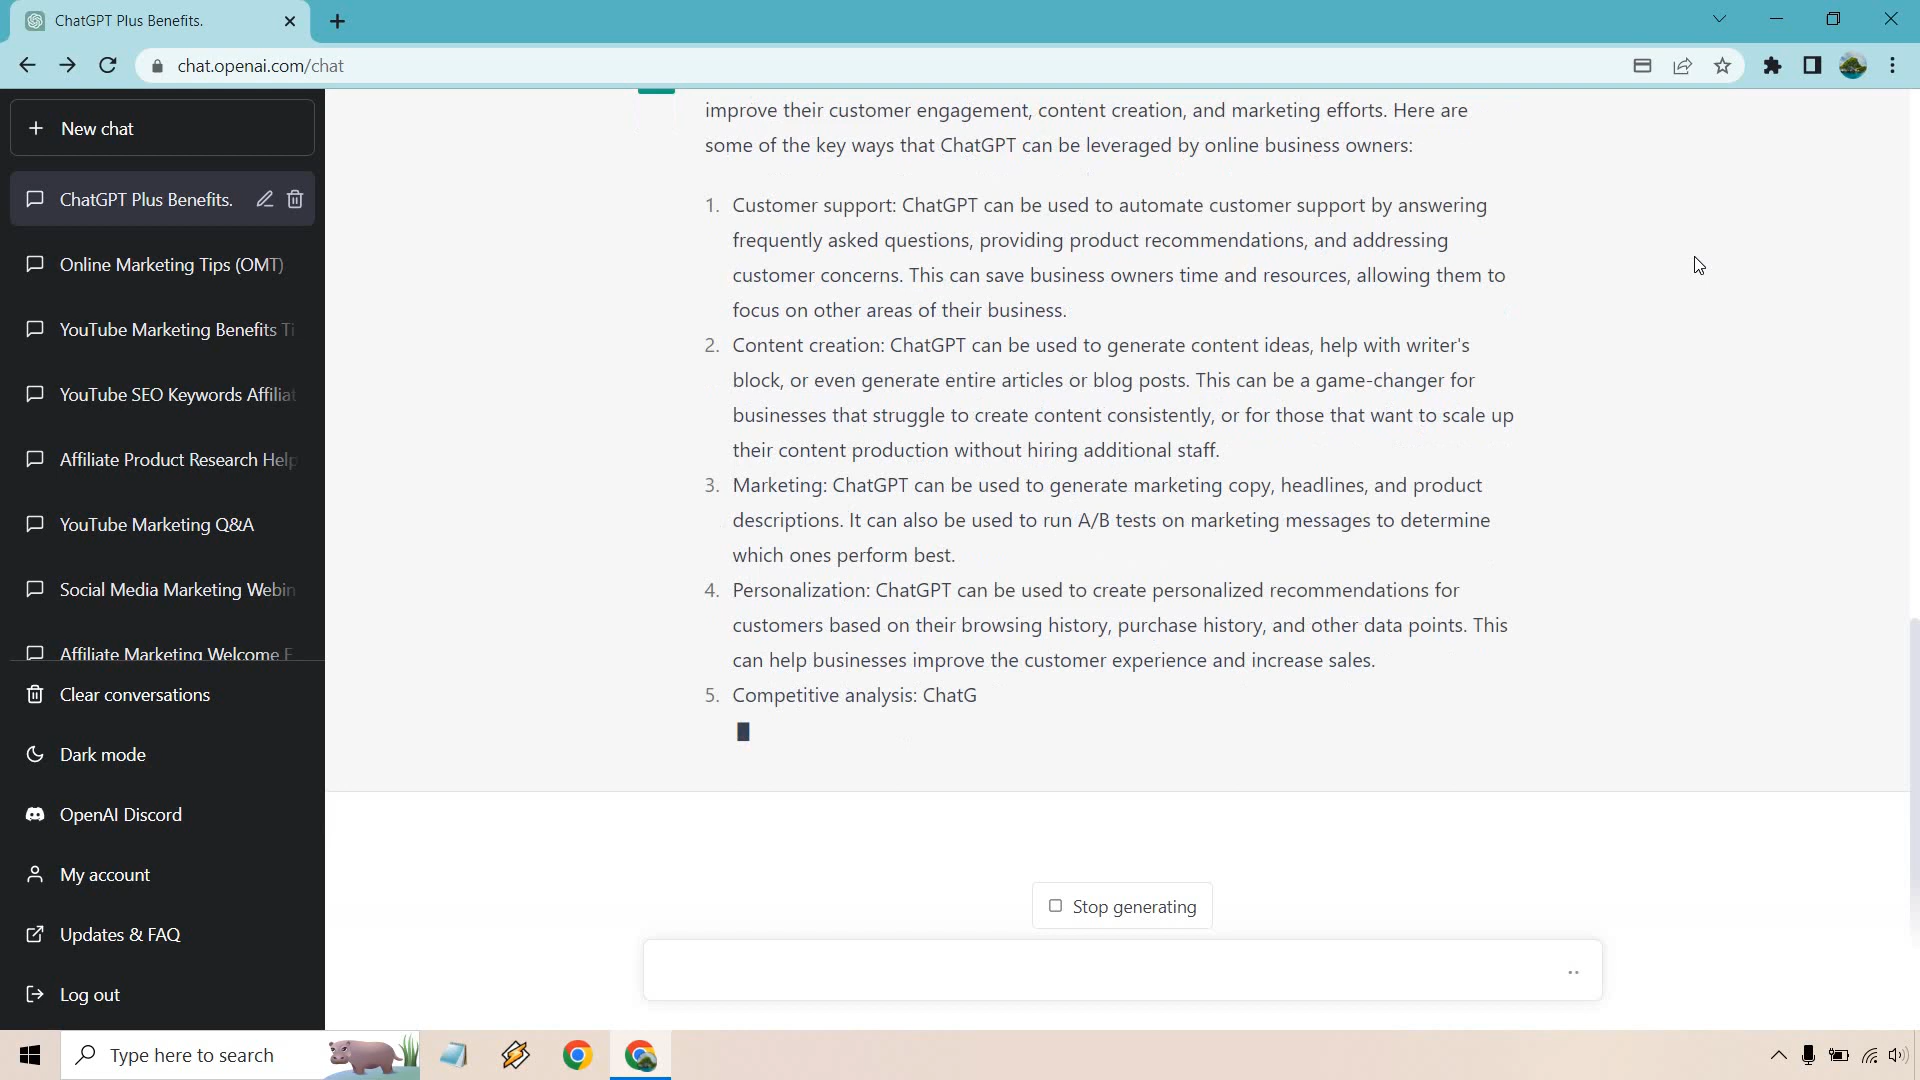 ChatGPT Plus Benefits.
chat.openai.com/chat
New chat
ChatGPT Plus Benefits.
Online Marketing Tips (OMT)
YouTube Marketing Benefits Ti
YouTube SEO Keywords Affiliat
Affiliate Product Research Help
YouTube Marketing Q&A
Social Media Marketing Webin
Affiliate Marketing Welcome E
Clear conversations
Dark mode
OpenAI Discord
My account
Updates & FAQ
Log out
improve their customer engagement, content creation, and marketing efforts. Here are
some of the key ways that ChatGPT can be leveraged by online business owners:
1. Customer support: ChatGPT can be used to automate customer support by answering
frequently asked questions, providing product recommendations, and addressing
customer concerns. This can save business owners time and resources, allowing them to
focus on other areas of their business.
2. Content creation: ChatGPT can be used to generate content ideas, help with writer's
block, or even generate entire articles or blog posts. This can be a game-changer for
businesses that struggle to create content consistently, or for those that want to scale up
their content production without hiring additional staff.
3. Marketing: ChatGPT can be used to generate marketing copy, headlines, and product
descriptions. It can also be used to run A/B tests on marketing messages to determine
which ones perform best.
4. Personalization: ChatGPT can be used to create personalized recommendations for
customers based on their browsing history, purchase history, and other data points. This
can help businesses improve the customer experience and increase sales.
5. Competitive analysis: ChatG
Stop generating
Type here to search